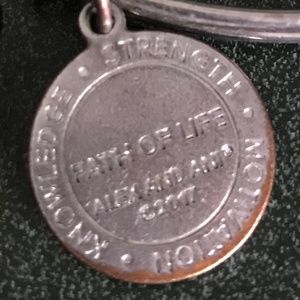 STRENGTH · MOTIVATION · KNOWLEDGE ·
PATH OF LIFE
ALEX AND ANI®
©2017